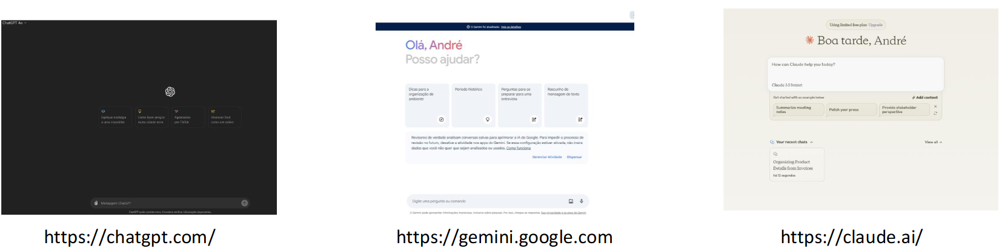 ChatGPT 4o
Explique nostalgia
a uma criancinha
Como fazer amigos
numa cidade nova
Agendados
pro TikTok
Vivenciar Seul
como um nativo
Mensagem ChatGPT
ChatGPT pode cometer erros. Considere verificar informações importantes.
https://chatgpt.com/
O Gemini foi atualizado. Veja os detalhes
Olá, André
Posso ajudar?
Dicas para a
organização de
ambiente
Período histórico
Perguntas para se
preparar para uma
entrevista
Rascunho de
mensagem de texto
Revisores de verdade analisam conversas salvas para aprimorar a IA do Google. Para impedir o processo de
revisão no futuro, desative a atividade nos apps do Gemini. Se essa configuração estiver ativada, não insira
dados que você não quer que sejam analisados ou usados. Como funciona
Gerenciar Atividade Dispensar
Digite uma pergunta ou comando
O Gemini pode apresentar informações imprecisas, inclusive sobre pessoas. Por isso, cheque as respostas. Sua privacidade e os apps do Gemini
https://gemini.google.com
Using limited free plan Upgrade
Boa tarde, André
How can Claude help you today?
Claude 3.5 Sonnet
Get started with an example below
Add content
Summarize meeting
notes
Polish your prose
Provide stakeholder
perspective
Your recent chats
View all →
Organizing Product
Details from Invoices
há 12 segundos
https://claude.ai/